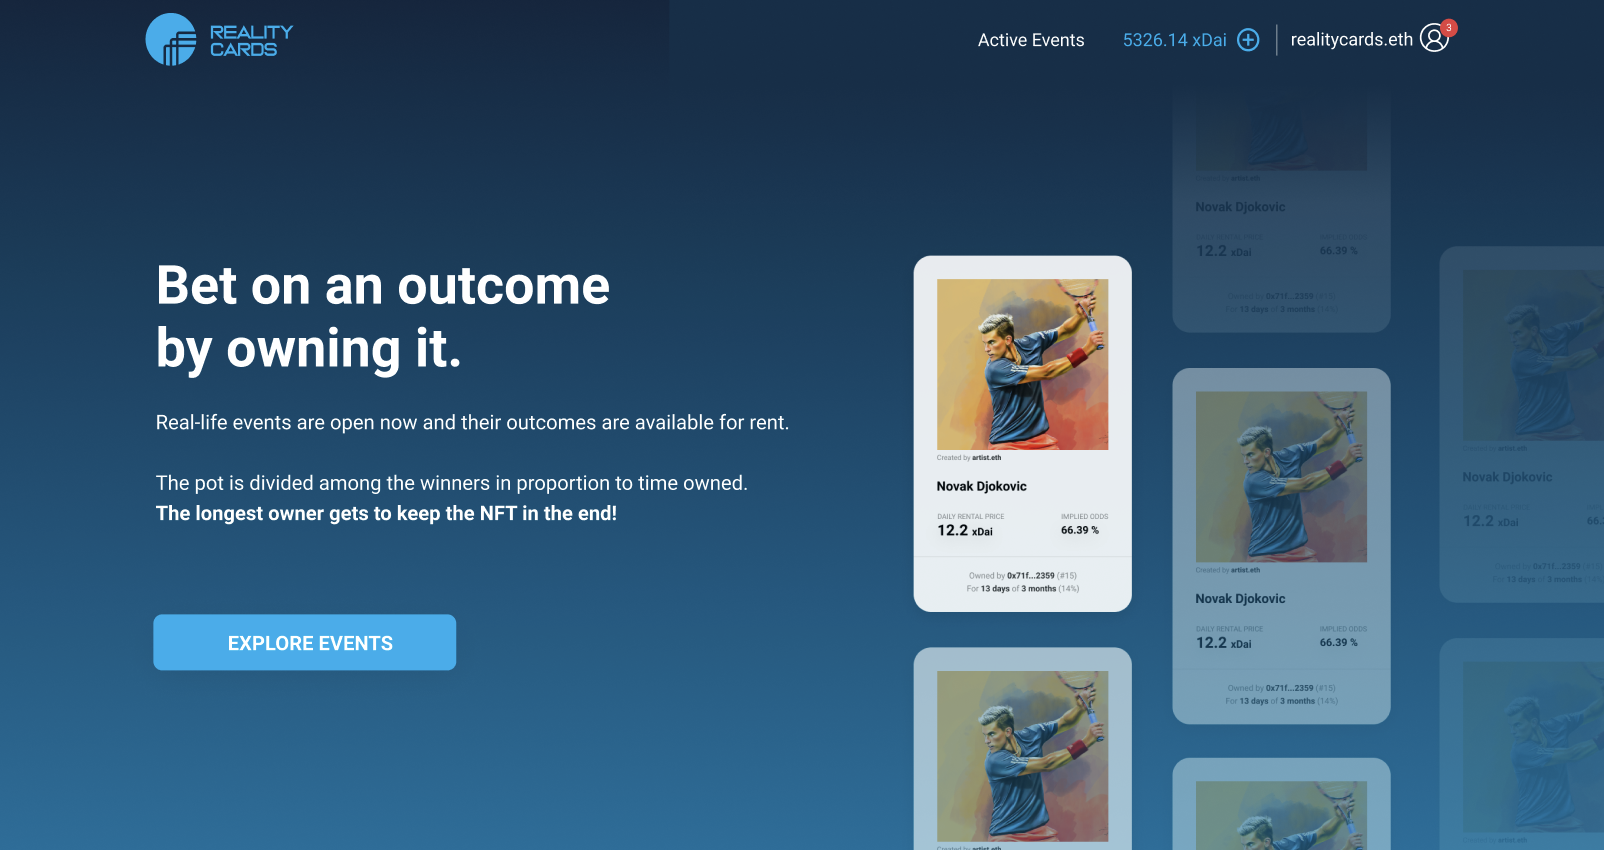 REALITY
CARDS
Active Events
5326.14 xDai
realitycards.eth
3
Bet on an outcome
by owning it.
Real-life events are open now and their outcomes are available for rent.
The pot is divided among the winners in proportion to time owned.
The longest owner gets to keep the NFT in the end!
EXPLORE EVENTS
Created by artist.eth
Novak Djokovic
DAILY RENTAL PRICE IMPLIED ODDS
12.2 xDai 66.39 %
Owned by 0x71f...2359 (#15)
For 13 days of 3 months (14%)
Created by artist.eth
Created by artist.eth
Novak Djokovic
DAILY RENTAL PRICE IMPLIED ODDS
12.2 xDai 66.39 %
Owned by 0x71f...2359 (#15)
For 13 days of 3 months (14%)
Created by artist.eth
Novak Djokovic
DAILY RENTAL PRICE IMPLIED ODDS
12.2 xDai 66.39 %
Owned by 0x71f...2359 (#15)
For 13 days of 3 months (14%)
Created by artist.eth
Novak Djokovic
DAILY RENTAL PRICE
12.2 xDai 66.
Owned by 0x71f...2359
For 13 days of 3 months